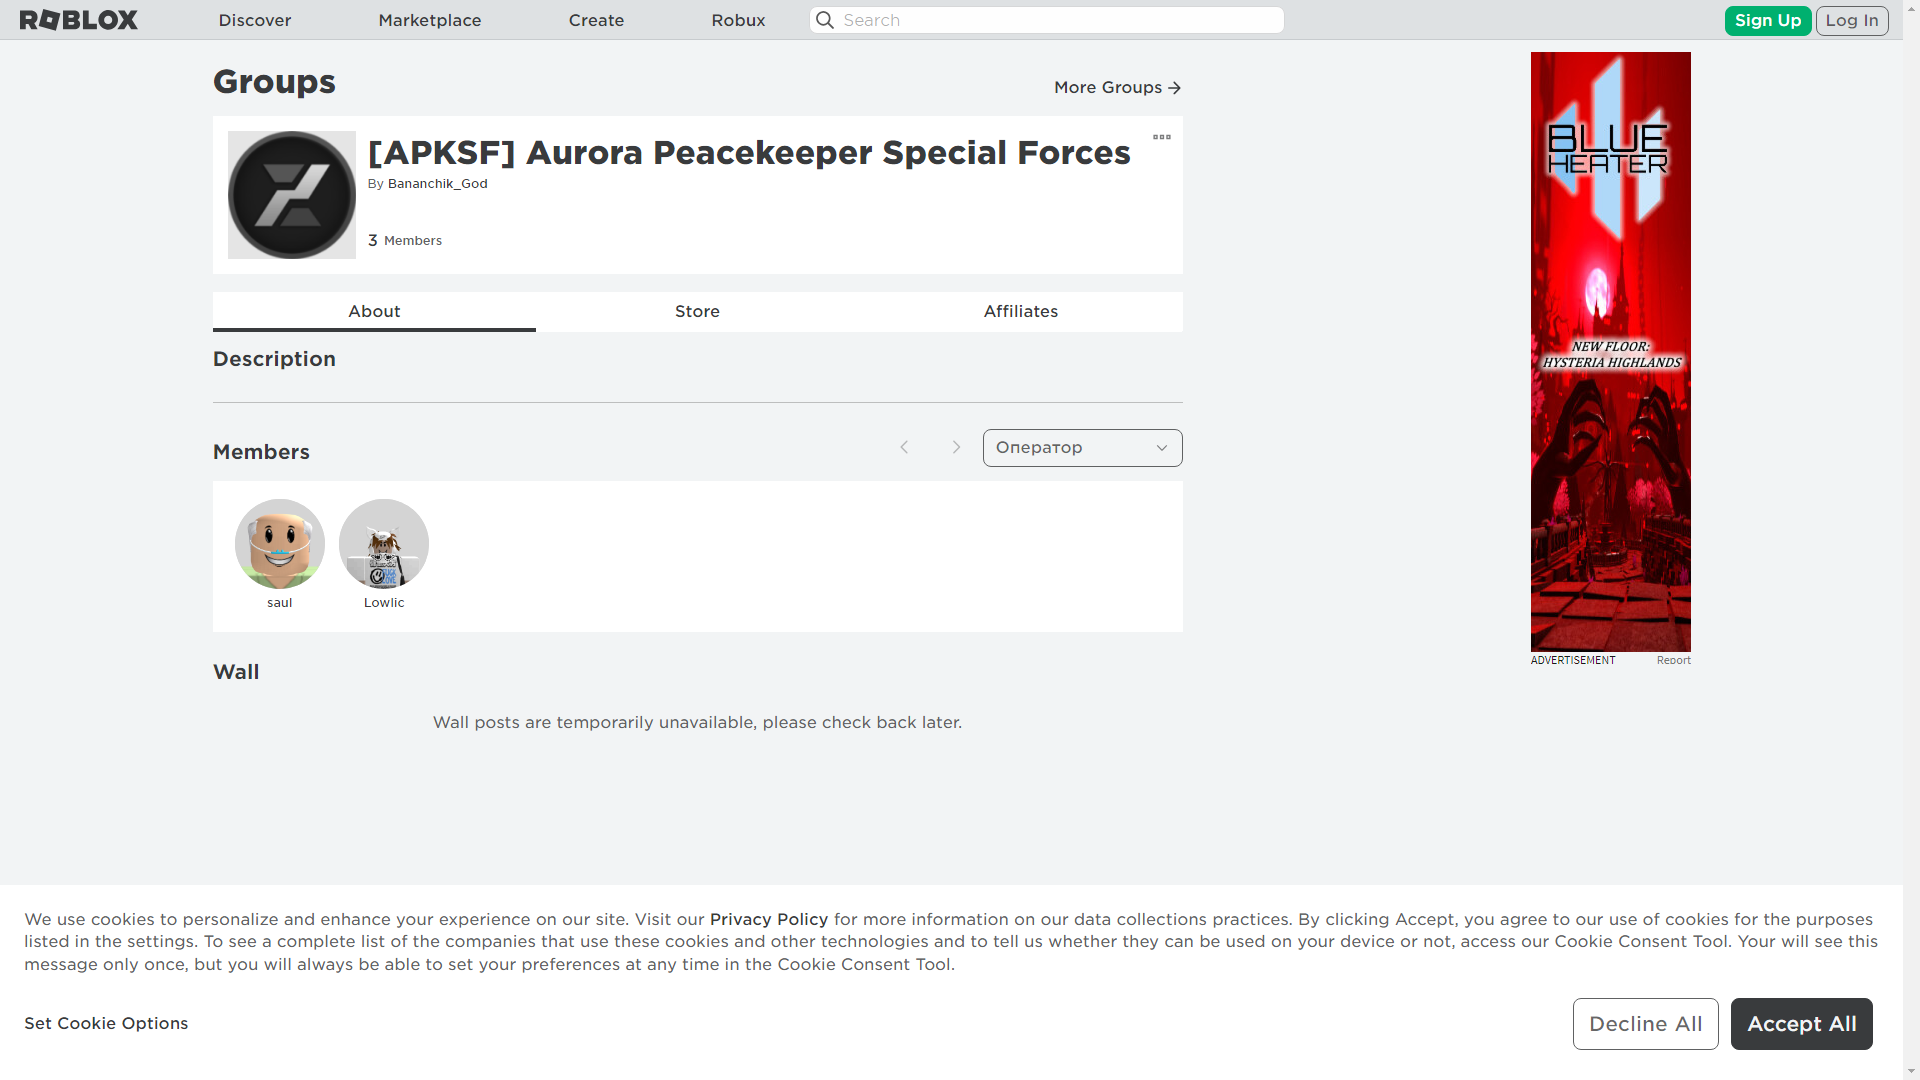 ROBLOX
Discover
Marketplace
Create
Robux
Search
Sign Up
Log In
Groups
More Groups
[APKSF] Aurora Peacekeeper Special Forces
By Bananchik_God
3 Members
About
Store
Affiliates
Description
Members
Оператор
saul
Lowlic
Wall
Wall posts are temporarily unavailable, please check back later.
BLUE
HEATER
NEW FLOOR:
HYSTERIA HIGHLANDS
ADVERTISEMENT
Report
We use cookies to personalize and enhance your experience on our site. Visit our Privacy Policy for more information on our data collections practices. By clicking Accept, you agree to our use of cookies for the purposes
listed in the settings. To see a complete list of the companies that use these cookies and other technologies and to tell us whether they can be used on your device or not, access our Cookie Consent Tool. Your will see this
message only once, but you will always be able to set your preferences at any time in the Cookie Consent Tool.
Set Cookie Options
Decline All
Accept All